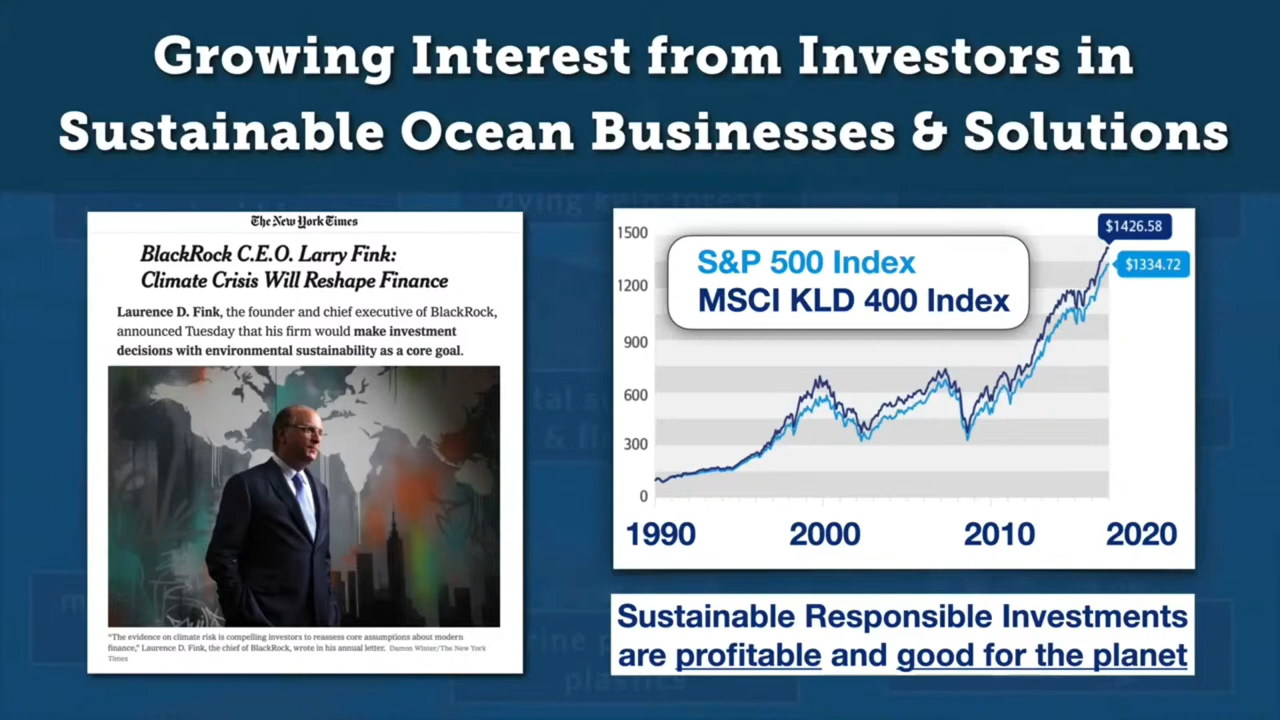 Growing Interest from Investors in
Sustainable Ocean Businesses & Solutions
The New York Times
BlackRock C.E.O. Larry Fink:
Climate Crisis Will Reshape Finance
Laurence D. Fink, the founder and chief executive of BlackRock,
announced Tuesday that his firm would make investment
decisions with environmental sustainability as a core goal.
"The evidence on climate risk is compelling investors to reassess core assumptions about modern
finance," Laurence D. Fink, the chief of BlackRock, wrote in his annual letter. Damon Winter/The New York
Times
$1426.58
$1334.72
S&P 500 Index
MSCI KLD 400 Index
1500
1200
900
600
300
0
1990 2000 2010 2020
Sustainable Responsible Investments
are profitable and good for the planet
dying kelp forest
plastics